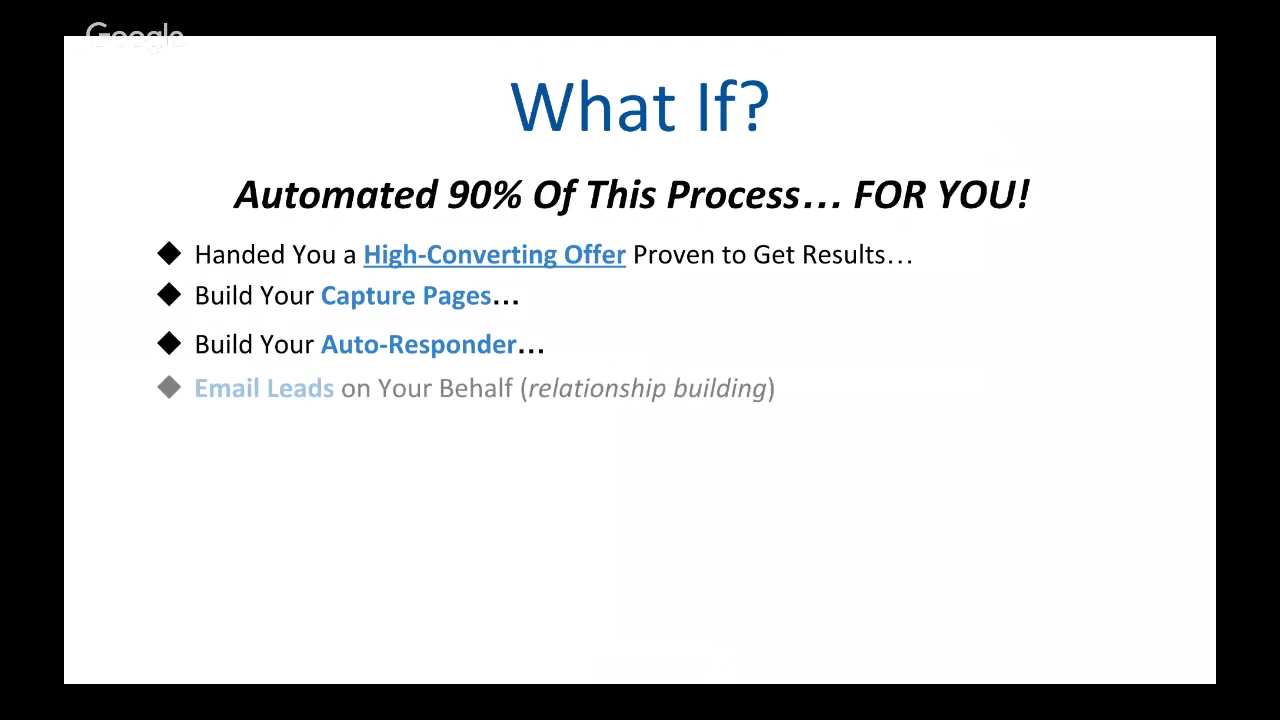 Google
What If?
Automated 90% Of This Process... FOR YOU!
Handed You a High-Converting Offer Proven to Get Results...
Build Your Capture Pages...
Build Your Auto-Responder...
Email Leads on Your Behalf (relationship building)